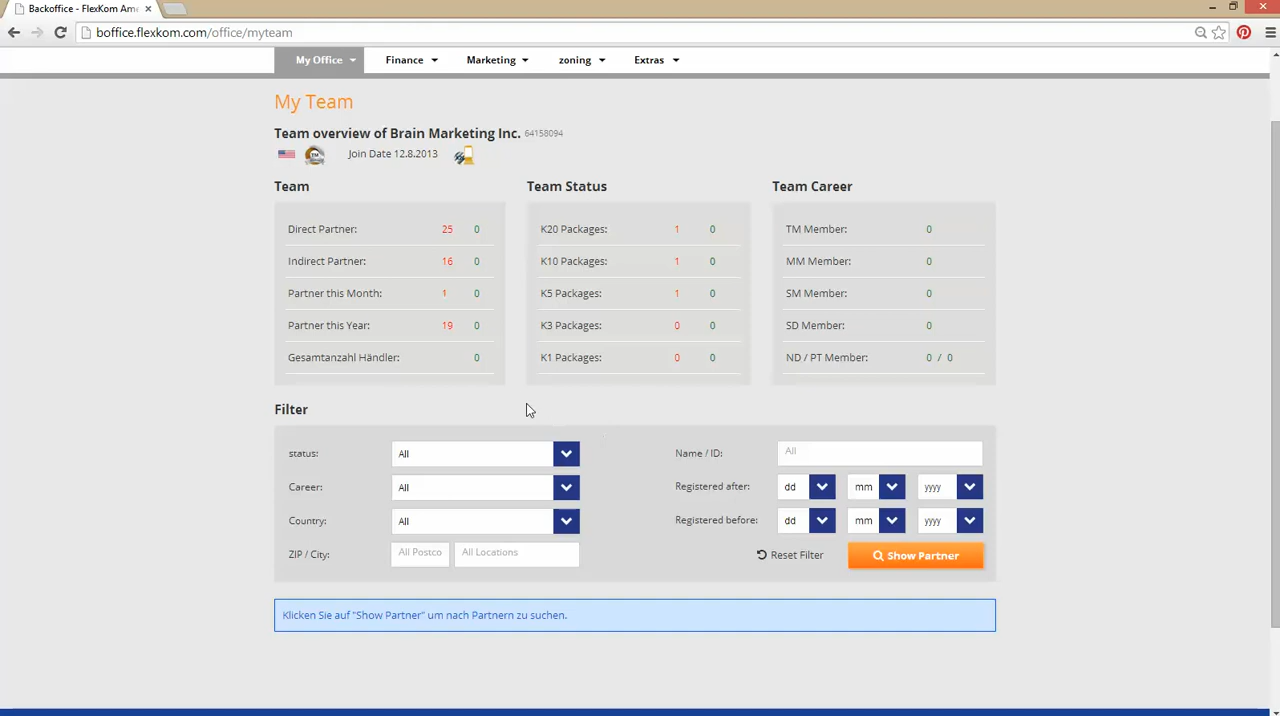 Backoffice - FlexKom Ame
boffice.flexkom.com/office/myteam
My Office Finance Marketing zoning Extras
My Team
Team overview of Brain Marketing Inc. 64158094
Join Date 12.8.2013
Team Team Status Team Career
Direct Partner: 25 0 K20 Packages: 1 0 TM Member: 0
Indirect Partner: 16 0 K10 Packages: 1 0 MM Member: 0
Partner this Month: 1 0 K5 Packages: 1 0 SM Member: 0
Partner this Year: 19 0 K3 Packages: 0 0 SD Member: 0
Gesamtanzahl Händler: 0 K1 Packages: 0 0 ND / PT Member: 0 / 0
Filter
status: All Name / ID: All
Career: All Registered after: dd mm yyyy
Country: All Registered before: dd mm yyyy
ZIP / City: All Postco All Locations Reset Filter Show Partner
Klicken Sie auf "Show Partner" um nach Partnern zu suchen.